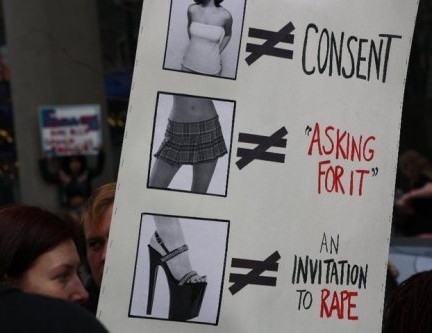 ≠ CONSENT
≠ "ASKING
FOR IT"
≠ AN
INVITATION
TO RAPE